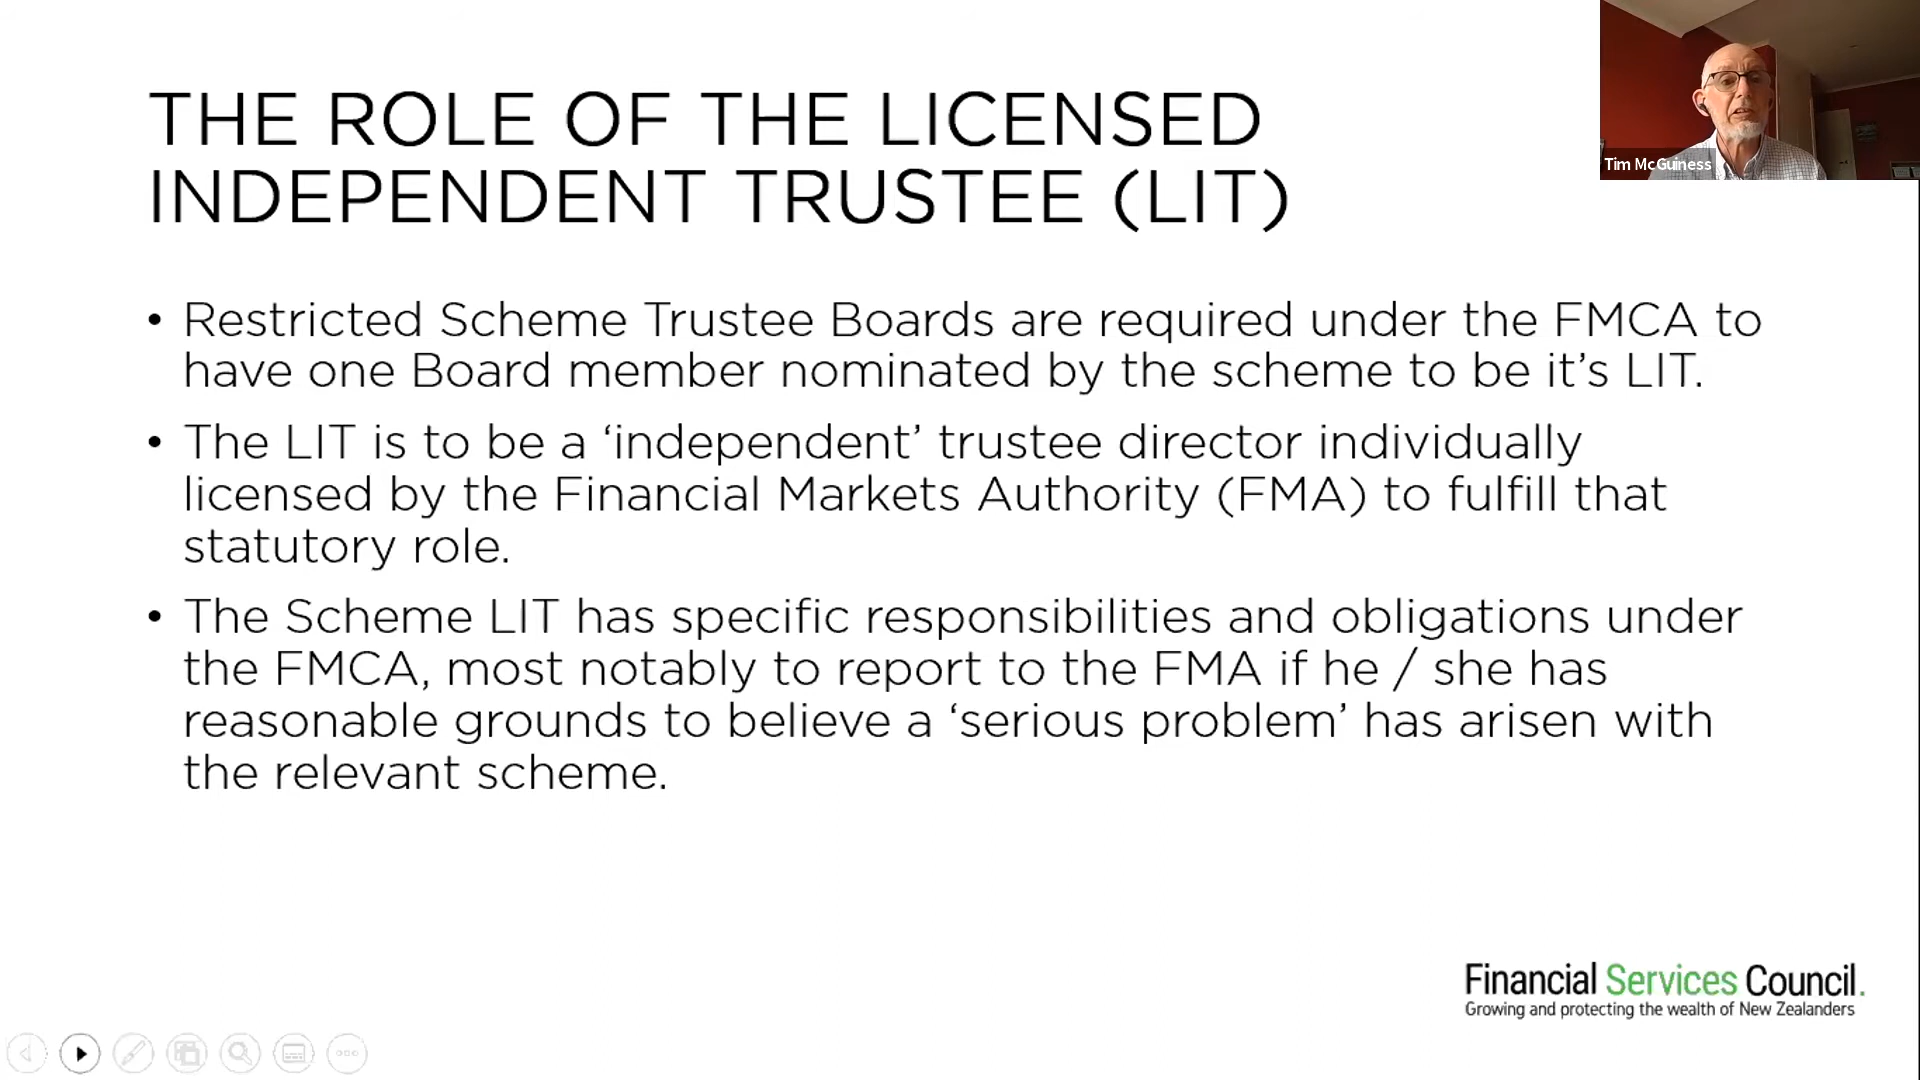 THE ROLE OF THE LICENSED
INDEPENDENT TRUSTEE (LIT)
Tim McGuiness
• Restricted Scheme Trustee Boards are required under the FMCA to
have one Board member nominated by the scheme to be it’s LIT.
• The LIT is to be a ‘independent’ trustee director individually
licensed by the Financial Markets Authority (FMA) to fulfill that
statutory role.
• The Scheme LIT has specific responsibilities and obligations under
the FMCA, most notably to report to the FMA if he / she has
reasonable grounds to believe a ‘serious problem’ has arisen with
the relevant scheme.
Financial Services Council.
Growing and protecting the wealth of New Zealanders